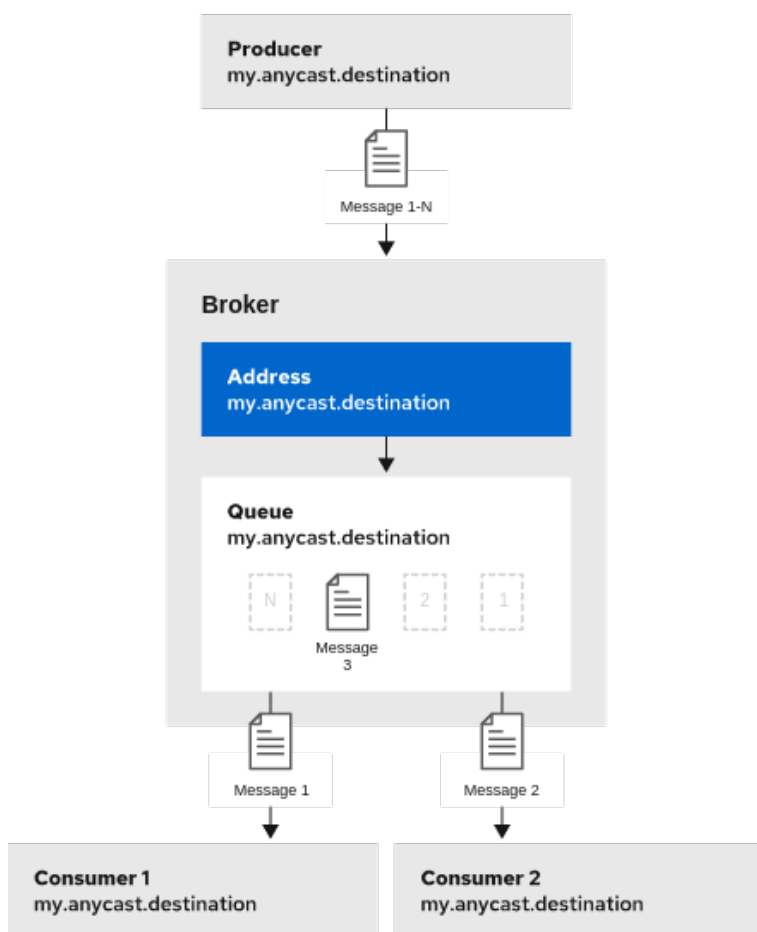 Producer
my.anycast.destination
Message 1-N
Broker
Address
my.anycast.destination
Queue
my.anycast.destination
N
2
1
Message
3
Message 1
Message 2
Consumer 1
my.anycast.destination
Consumer 2
my.anycast.destination